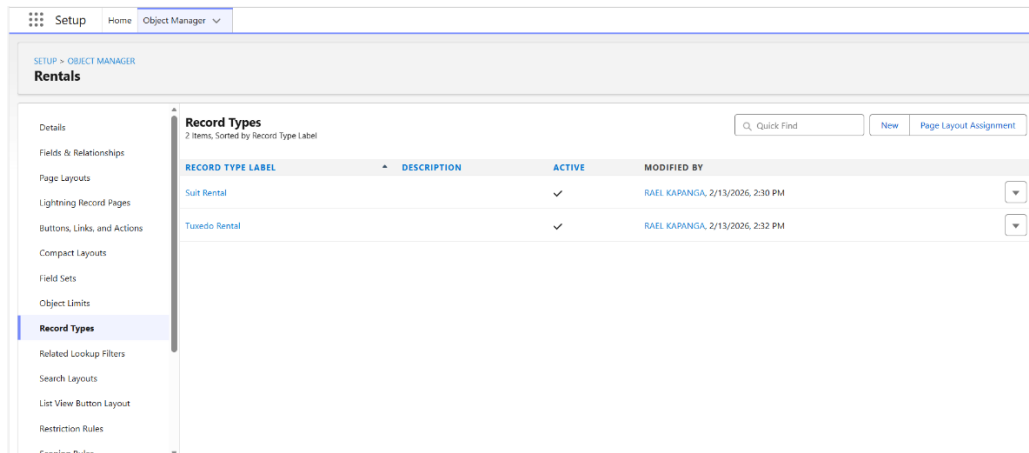 Setup Home Object Manager
SETUP > OBJECT MANAGER
Rentals
Details
Fields & Relationships
Page Layouts
Lightning Record Pages
Buttons, Links, and Actions
Compact Layouts
Field Sets
Object Limits
Record Types
Related Lookup Filters
Search Layouts
List View Button Layout
Restriction Rules
Scoping Rules
Record Types
2 Items, Sorted by Record Type Label
Quick Find New Page Layout Assignment
RECORD TYPE LABEL DESCRIPTION ACTIVE MODIFIED BY
Suit Rental RAEL KAPANGA, 2/13/2026, 2:30 PM
Tuxedo Rental RAEL KAPANGA, 2/13/2026, 2:32 PM